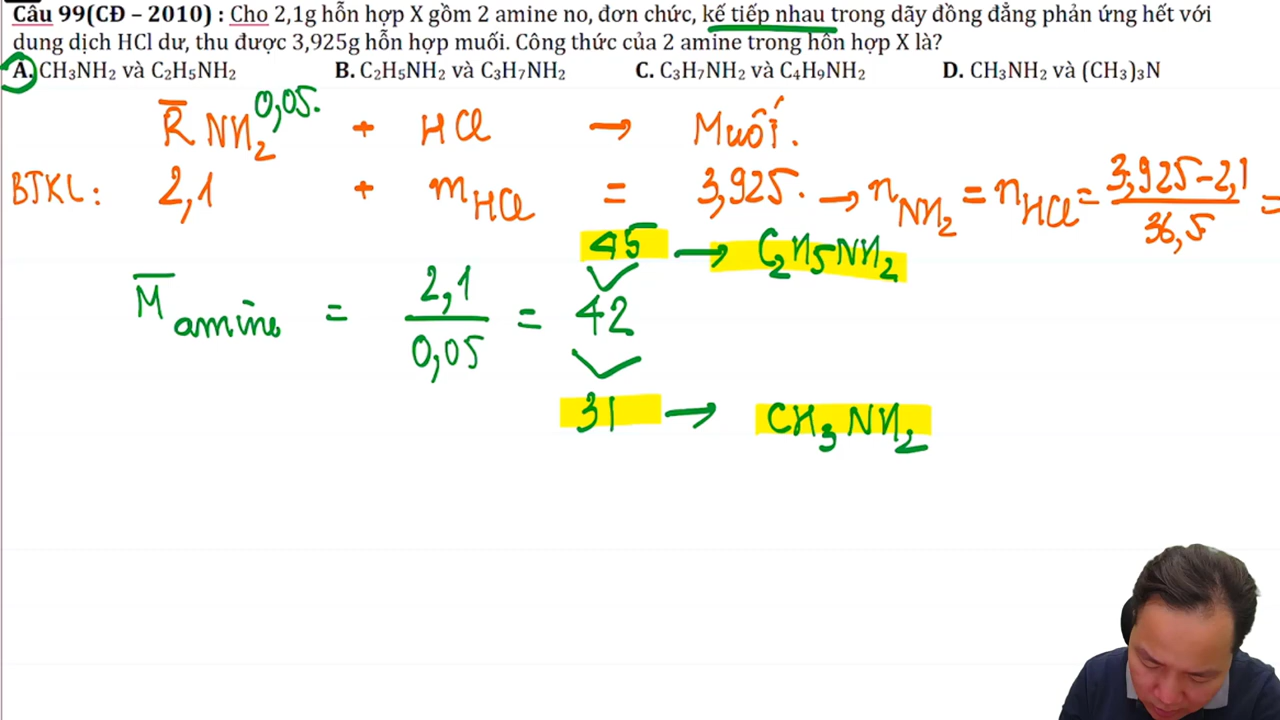 Câu 99(CĐ – 2010) : Cho 2,1g hỗn hợp X gồm 2 amine no, đơn chức, kế tiếp nhau trong dãy đồng đẳng phản ứng hết với
dung dịch HCl dư, thu được 3,925g hỗn hợp muối. Công thức của 2 amine trong hỗn hợp X là?
A. CH₃NH₂ và C₂H₅NH₂ B. C₂H₅NH₂ và C₃H₇NH₂ C. C₃H₇NH₂ và C₄H₉NH₂ D. CH₃NH₂ và (CH₃)₃N
0,05.
R̅NH₂ + HCl → Muối.
BTKL: 2,1 + m_HCl = 3,925. → n_NH₂ = n_HCl = (3,925-2,1)/36,5 =
45 → C₂H₅NH₂
M̅ amine = 2,1/0,05 = 42
31 → CH₃NH₂